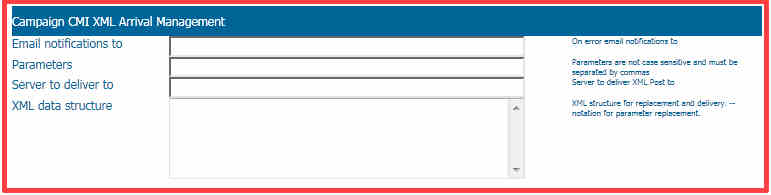 Campaign CMI XML Arrival Management
Email notifications to
On error email notifications to
Parameters
Parameters are not case sensitive and must be
separated by commas
Server to deliver to
Server to deliver XML Post to
XML data structure
XML structure for replacement and delivery. --
notation for parameter replacement.